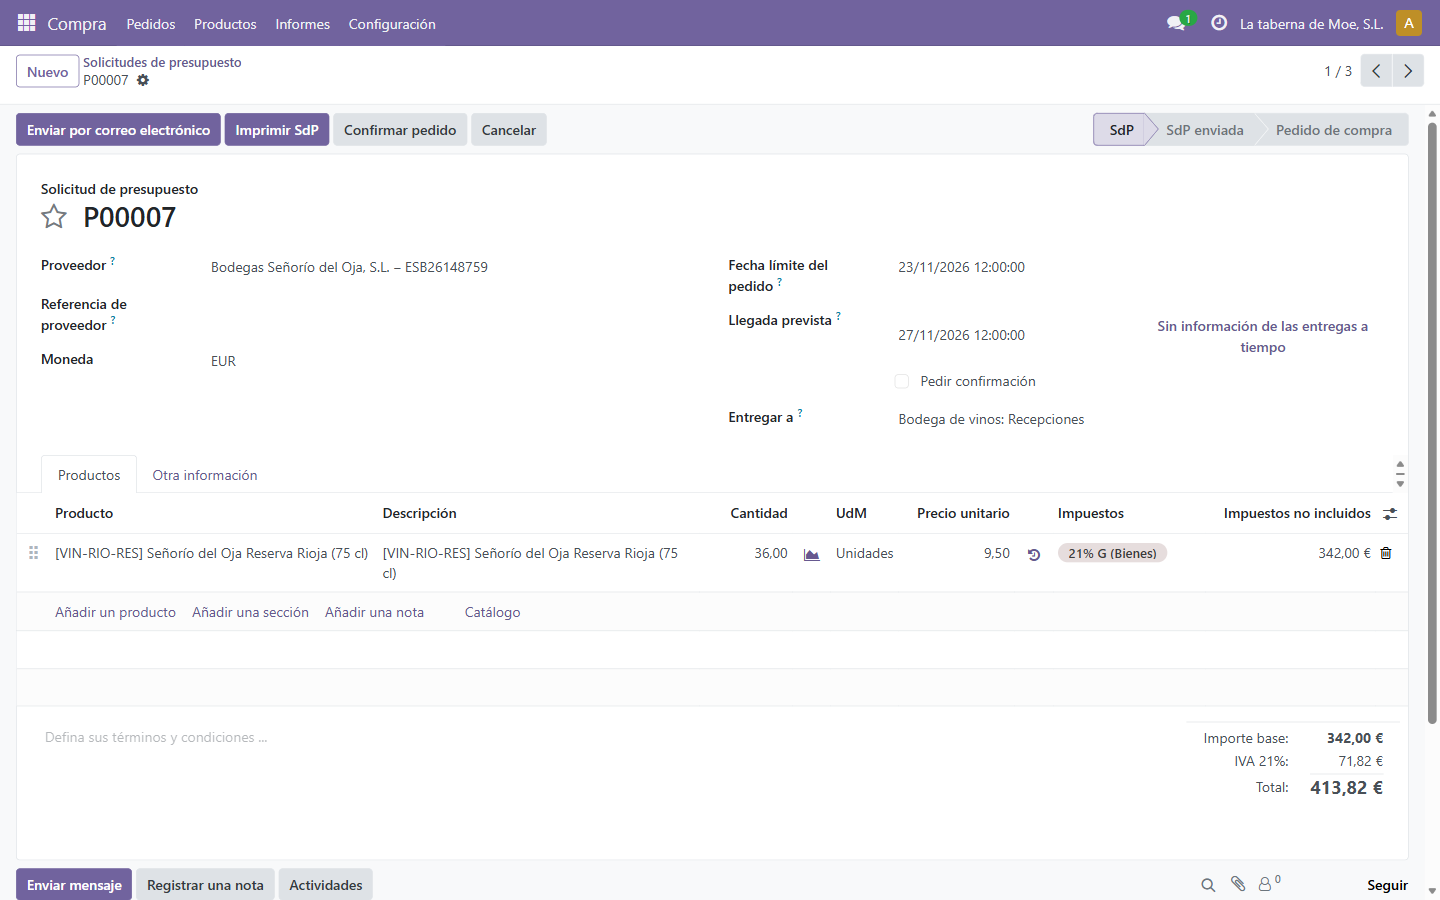 Compra Pedidos Productos Informes Configuración 1 La taberna de Moe, S.L. A
Nuevo Solicitudes de presupuesto
P00007
1 / 3
Enviar por correo electrónico Imprimir SdP Confirmar pedido Cancelar SdP SdP enviada Pedido de compra
Solicitud de presupuesto
P00007
Proveedor ? Bodegas Señorío del Oja, S.L. – ESB26148759
Referencia de
proveedor ?
Moneda EUR
Fecha límite del
pedido ? 23/11/2026 12:00:00
Llegada prevista ? 27/11/2026 12:00:00
Sin información de las entregas a
tiempo
Pedir confirmación
Entregar a ? Bodega de vinos: Recepciones
Productos Otra información
Producto Descripción Cantidad UdM Precio unitario Impuestos Impuestos no incluidos
[VIN-RIO-RES] Señorío del Oja Reserva Rioja (75 cl) [VIN-RIO-RES] Señorío del Oja Reserva Rioja (75 36,00 Unidades 9,50 21% G (Bienes) 342,00 €
cl)
Añadir un producto Añadir una sección Añadir una nota Catálogo
Defina sus términos y condiciones ...
Importe base: 342,00 €
IVA 21%: 71,82 €
Total: 413,82 €
Enviar mensaje Registrar una nota Actividades 0 Seguir